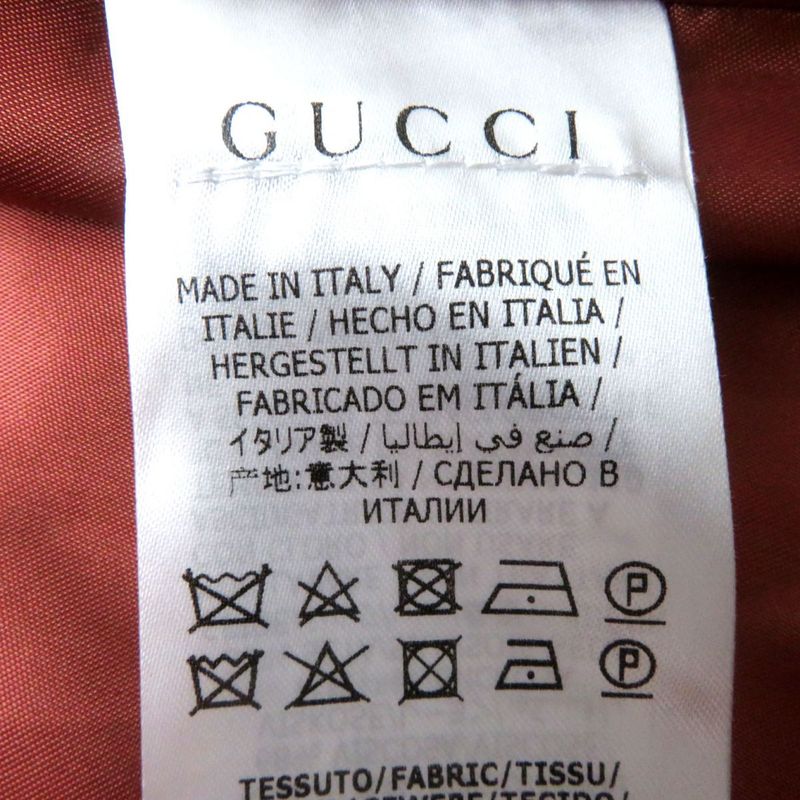 GUCCI
MADE IN ITALY / FABRIQUÉ EN
ITALIE / HECHO EN ITALIA /
HERGESTELLT IN ITALIEN /
FABRICADO EM ITÁLIA /
イタリア製 / صنع في إيطاليا /
产地:意大利 / СДЕЛАНО В
ИТАЛИИ
P
P
TESSUTO/FABRIC/TISSU/